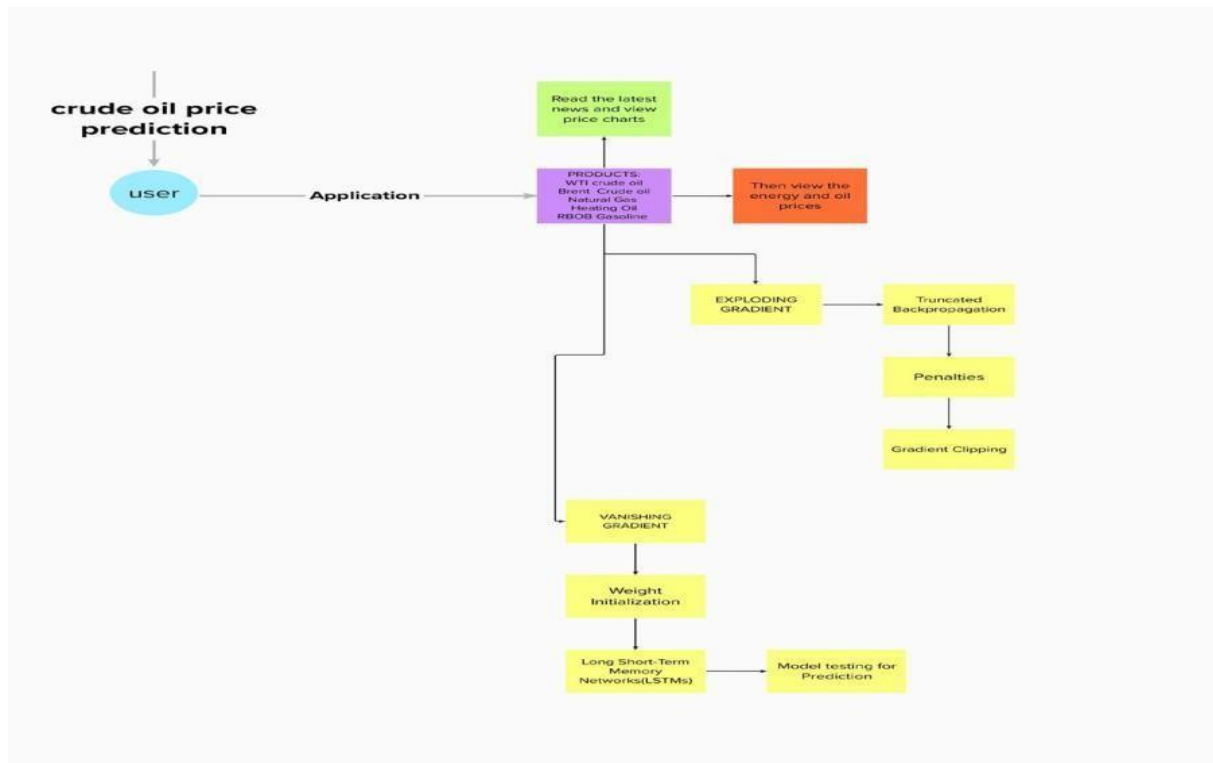 crude oil price
prediction
user
Application
Read the latest
news and view
price charts
PRODUCTS:
WTI crude oil
Brent Crude oil
Natural Gas
Heating Oil
RBOB Gasoline
Then view the
energy and oil
prices
EXPLODING
GRADIENT
Truncated
Backpropagation
Penalties
Gradient Clipping
VANISHING
GRADIENT
Weight
Initialization
Long Short-Term
Memory
Networks(LSTMs)
Model testing for
Prediction